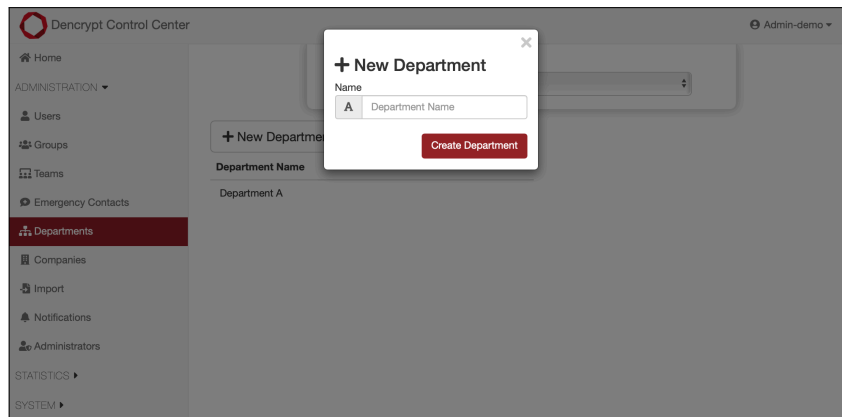 Dencrypt Control Center
Admin-demo
Home
ADMINISTRATION
Users
Groups
Teams
Emergency Contacts
Departments
Companies
Import
Notifications
Administrators
STATISTICS
SYSTEM
+ New Departme
Department Name
Department A
×
+ New Department
Name
A Department Name
Create Department